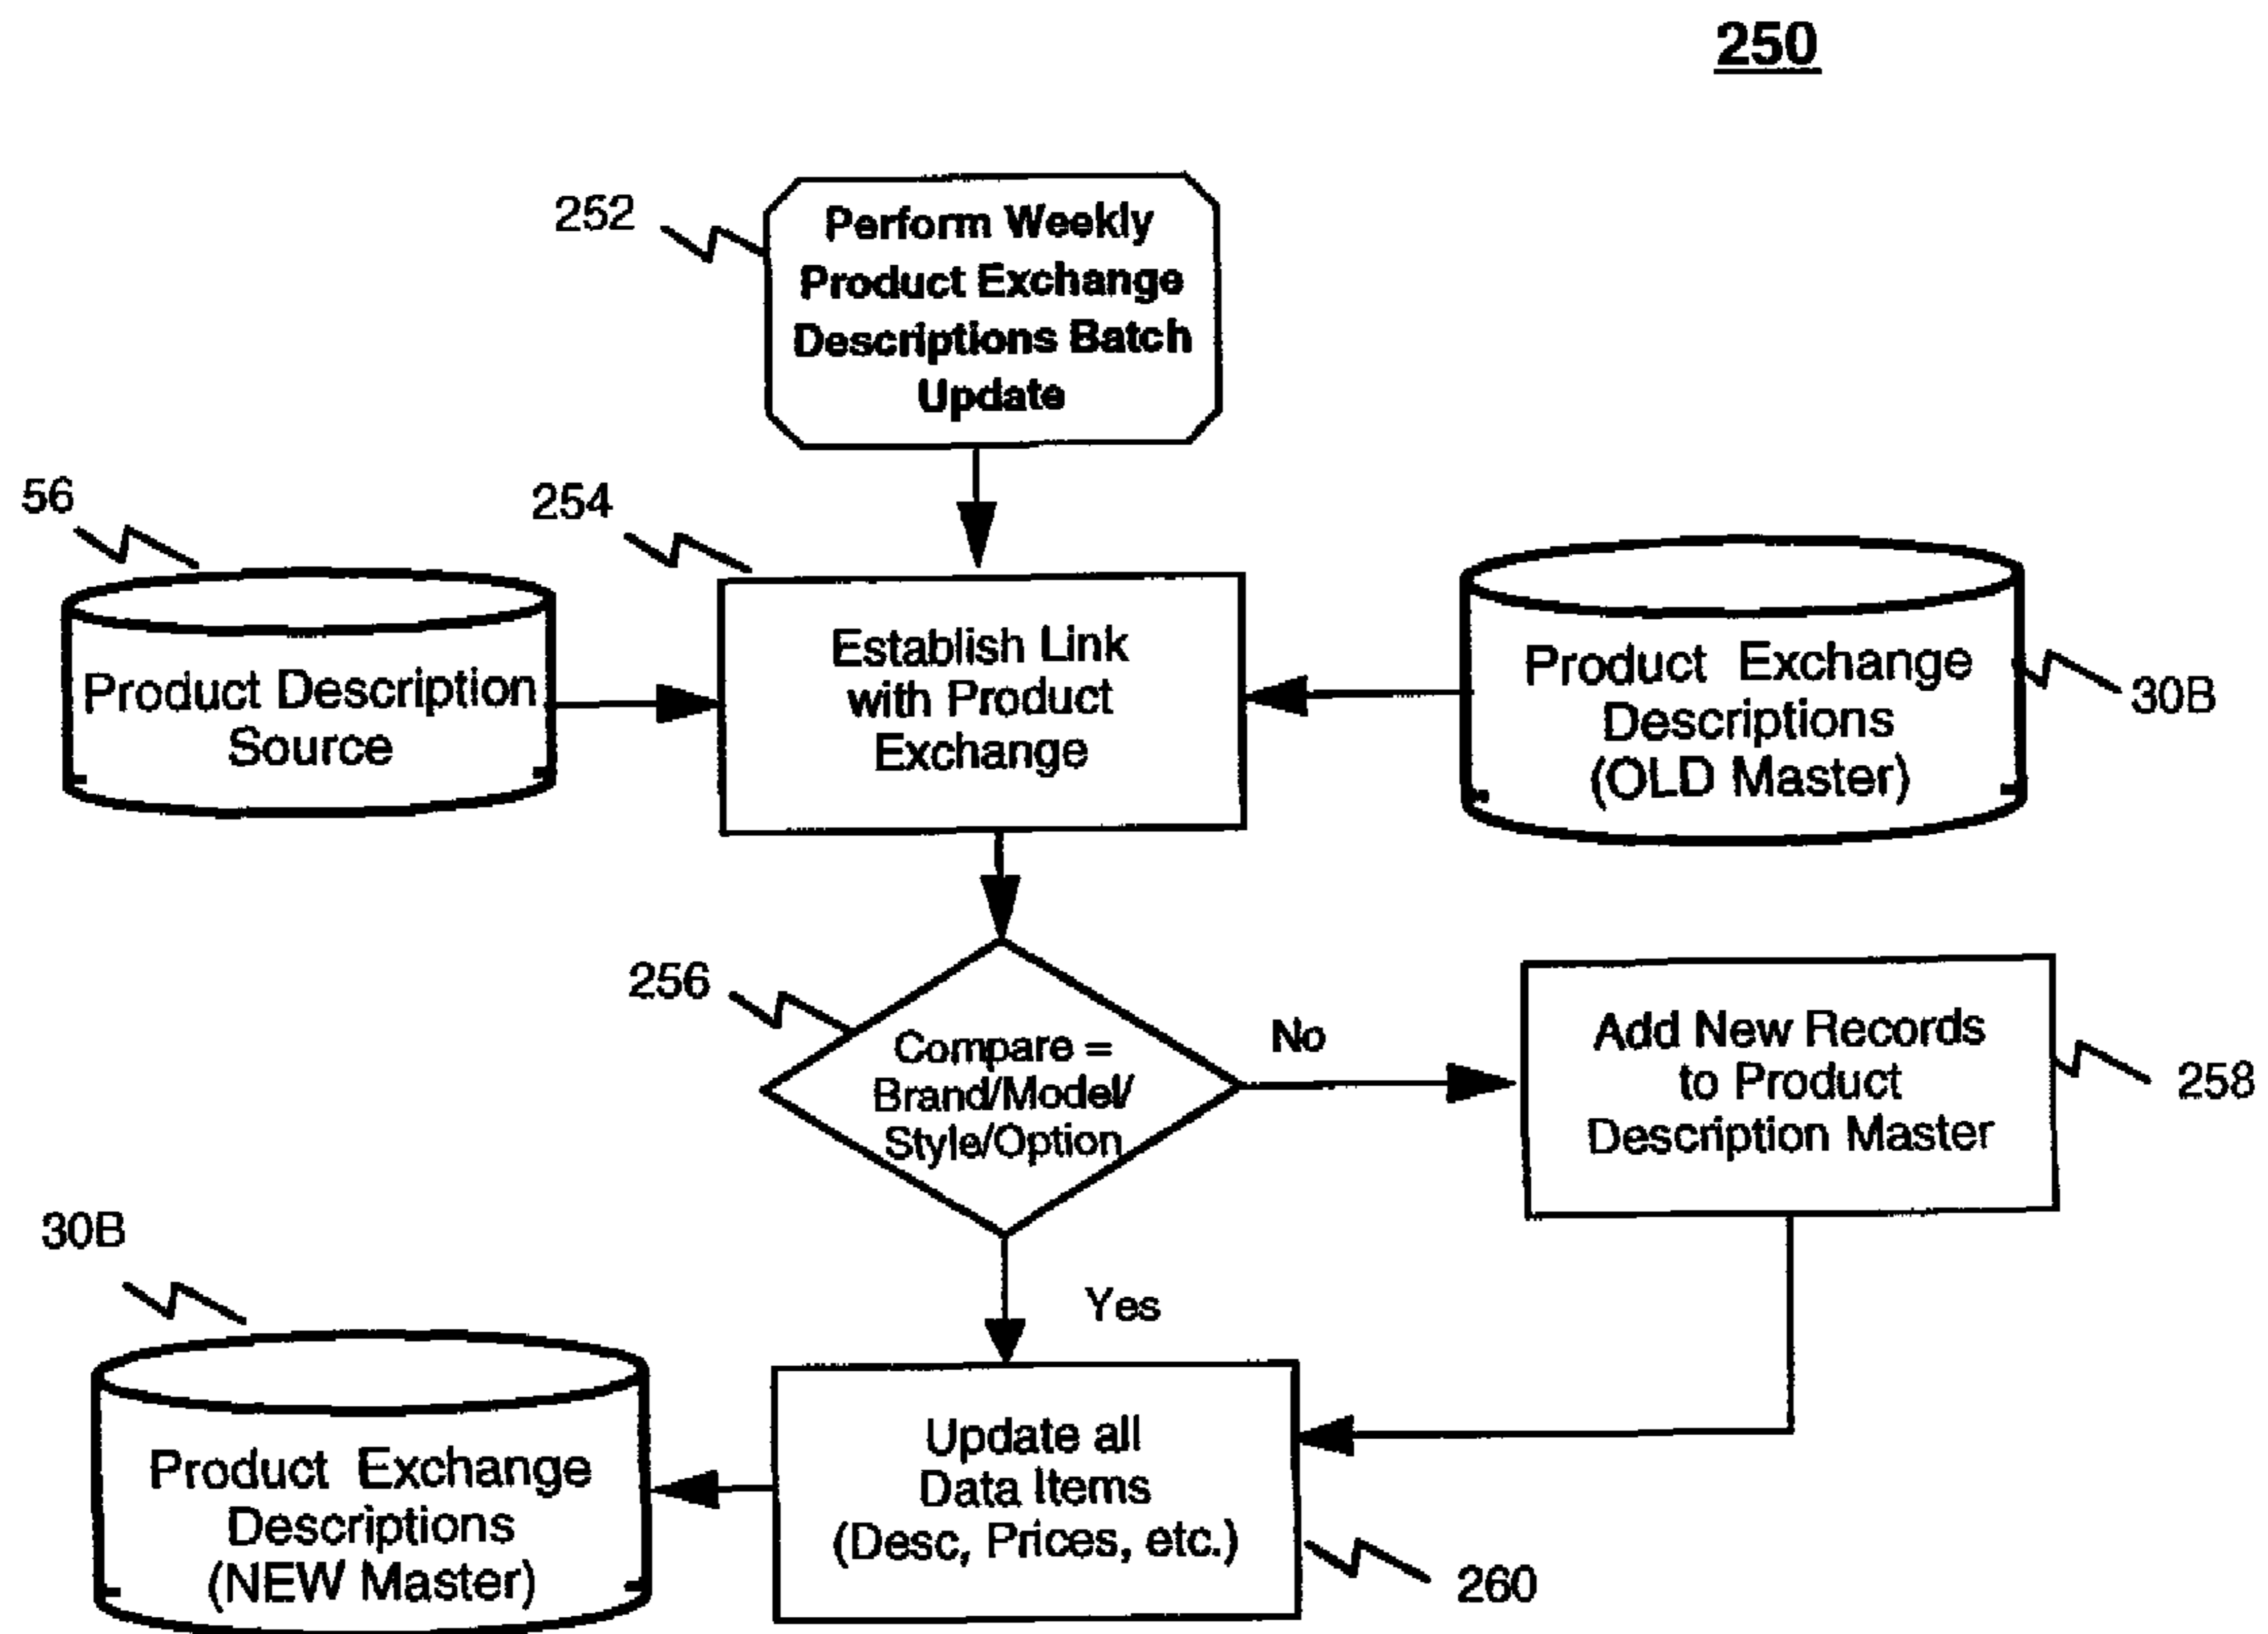 250
252
Perform Weekly
Product Exchange
Descriptions Batch
Update
56
254
Product Description
Source
Establish Link
with Product
Exchange
Product Exchange
Descriptions
(OLD Master)
30B
256
Compare =
Brand/Model/
Style/Option
No
Add New Records
to Product
Description Master
258
30B
Yes
Product Exchange
Descriptions
(NEW Master)
Update all
Data Items
(Desc, Prices, etc.)
260